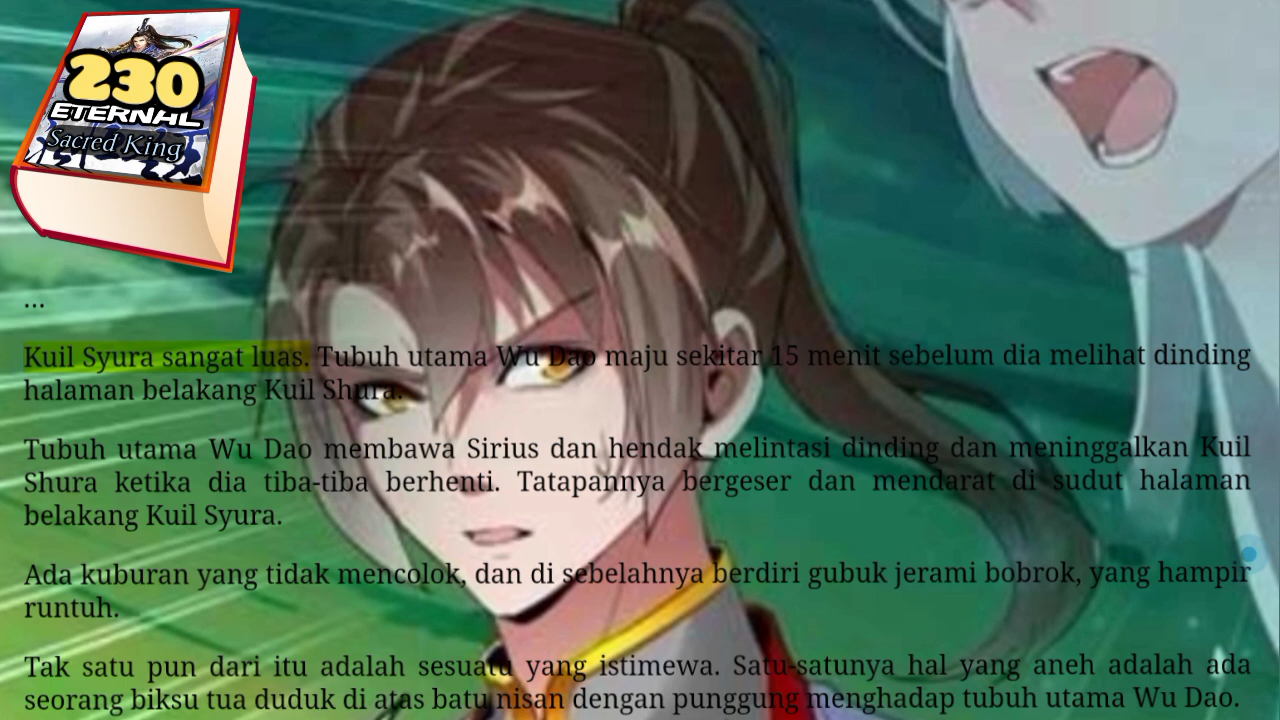 230
ETERNAL
Sacred King
...
Kuil Syura sangat luas. Tubuh utama Wu Dao maju sekitar 15 menit sebelum dia melihat dinding
halaman belakang Kuil Shura.
Tubuh utama Wu Dao membawa Sirius dan hendak melintasi dinding dan meninggalkan Kuil
Shura ketika dia tiba-tiba berhenti. Tatapannya bergeser dan mendarat di sudut halaman
belakang Kuil Syura.
Ada kuburan yang tidak mencolok, dan di sebelahnya berdiri gubuk jerami bobrok, yang hampir
runtuh.
Tak satu pun dari itu adalah sesuatu yang istimewa. Satu-satunya hal yang aneh adalah ada
seorang biksu tua duduk di atas batu nisan dengan punggung menghadap tubuh utama Wu Dao.